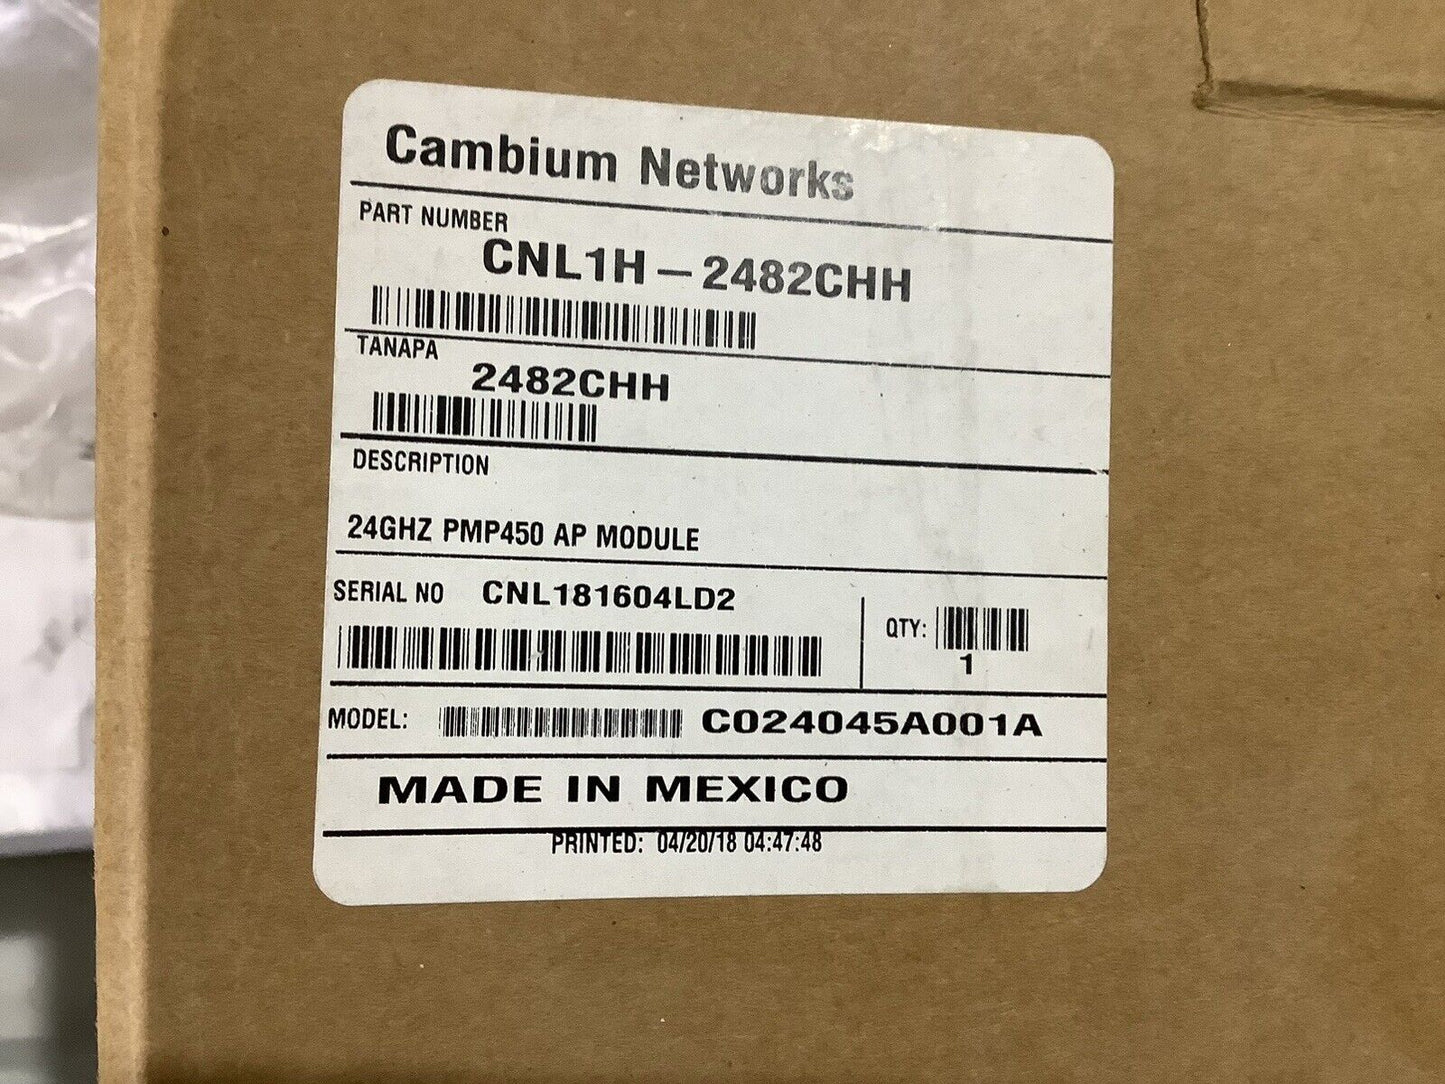 Cambium Networks
PART NUMBER
CNL1H-2482CHH
TANAPA
2482CHH
DESCRIPTION
24GHZ PMP450 AP MODULE
SERIAL NO CNL181604LD2
QTY:
1
MODEL: C024045A001A
MADE IN MEXICO
PRINTED: 04/20/18 04:47:48